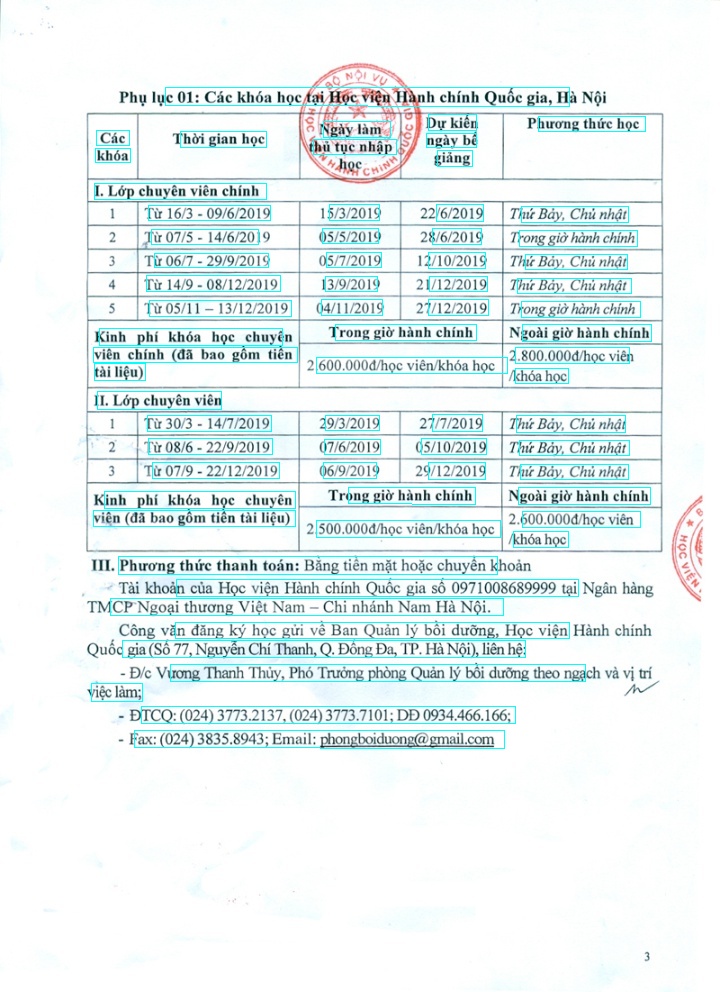 Phụ lục 01: Các khóa học tại Học viện Hành chính Quốc gia, Hà Nội
Các khóa
Thời gian học
Ngày làm thủ tục nhập học
Dự kiến ngày bế giảng
Phương thức học
I. Lớp chuyên viên chính
1 Từ 16/3 - 09/6/2019 15/3/2019 22/6/2019 Thứ Bảy, Chủ nhật
2 Từ 07/5 - 14/6/2019 05/5/2019 28/6/2019 Trong giờ hành chính
3 Từ 06/7 - 29/9/2019 05/7/2019 12/10/2019 Thứ Bảy, Chủ nhật
4 Từ 14/9 - 08/12/2019 13/9/2019 21/12/2019 Thứ Bảy, Chủ nhật
5 Từ 05/11 – 13/12/2019 04/11/2019 27/12/2019 Trong giờ hành chính
Kinh phí khóa học chuyên
viên chính (đã bao gồm tiền
tài liệu)
Trong giờ hành chính
Ngoài giờ hành chính
2.600.000đ/học viên/khóa học
2.800.000đ/học viên
/khóa học
II. Lớp chuyên viên
1 Từ 30/3 - 14/7/2019 29/3/2019 27/7/2019 Thứ Bảy, Chủ nhật
2 Từ 08/6 - 22/9/2019 07/6/2019 05/10/2019 Thứ Bảy, Chủ nhật
3 Từ 07/9 - 22/12/2019 06/9/2019 29/12/2019 Thứ Bảy, Chủ nhật
Kinh phí khóa học chuyên
viên (đã bao gồm tiền tài liệu)
Trong giờ hành chính
Ngoài giờ hành chính
2.500.000đ/học viên/khóa học
2.600.000đ/học viên
/khóa học
III. Phương thức thanh toán: Bằng tiền mặt hoặc chuyển khoản
Tài khoản của Học viện Hành chính Quốc gia số 0971008689999 tại Ngân hàng
TMCP Ngoại thương Việt Nam – Chi nhánh Nam Hà Nội.
Công văn đăng ký học gửi về Ban Quản lý bồi dưỡng, Học viện Hành chính
Quốc gia (Số 77, Nguyễn Chí Thanh, Q. Đống Đa, TP. Hà Nội), liên hệ:
- Đ/c Vương Thanh Thủy, Phó Trưởng phòng Quản lý bồi dưỡng theo ngạch và vị trí
việc làm;
- ĐTCQ: (024) 3773.2137, (024) 3773.7101; DĐ 0934.466.166;
- Fax: (024) 3835.8943; Email: phongboiduong@gmail.com
3